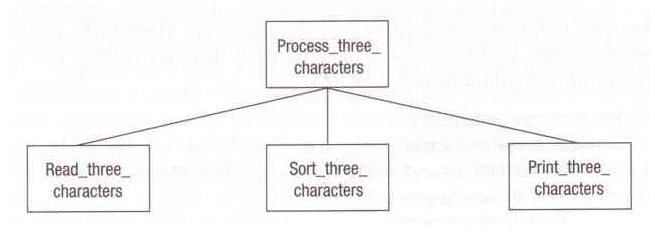 Process_three_
characters
Read_three_
characters
Sort_three_
characters
Print_three_
characters